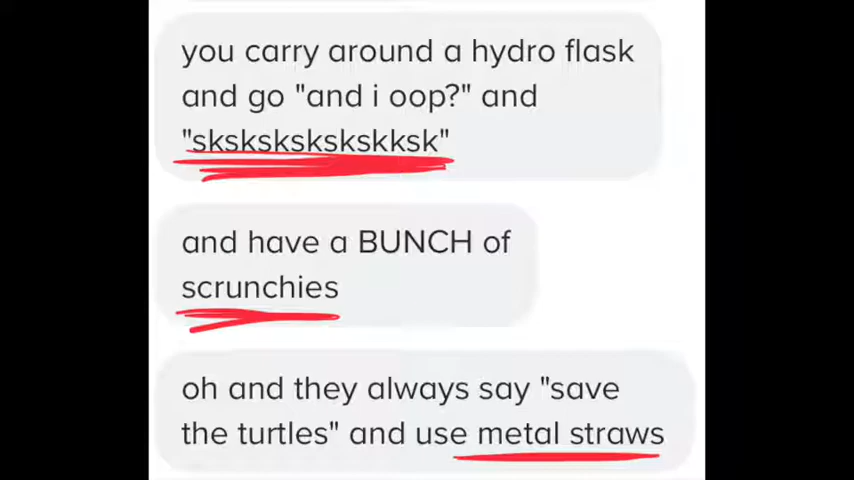 you carry around a hydro flask
and go "and i oop?" and
"skskskskskskksk"
and have a BUNCH of
scrunchies
oh and they always say "save
the turtles" and use metal straws